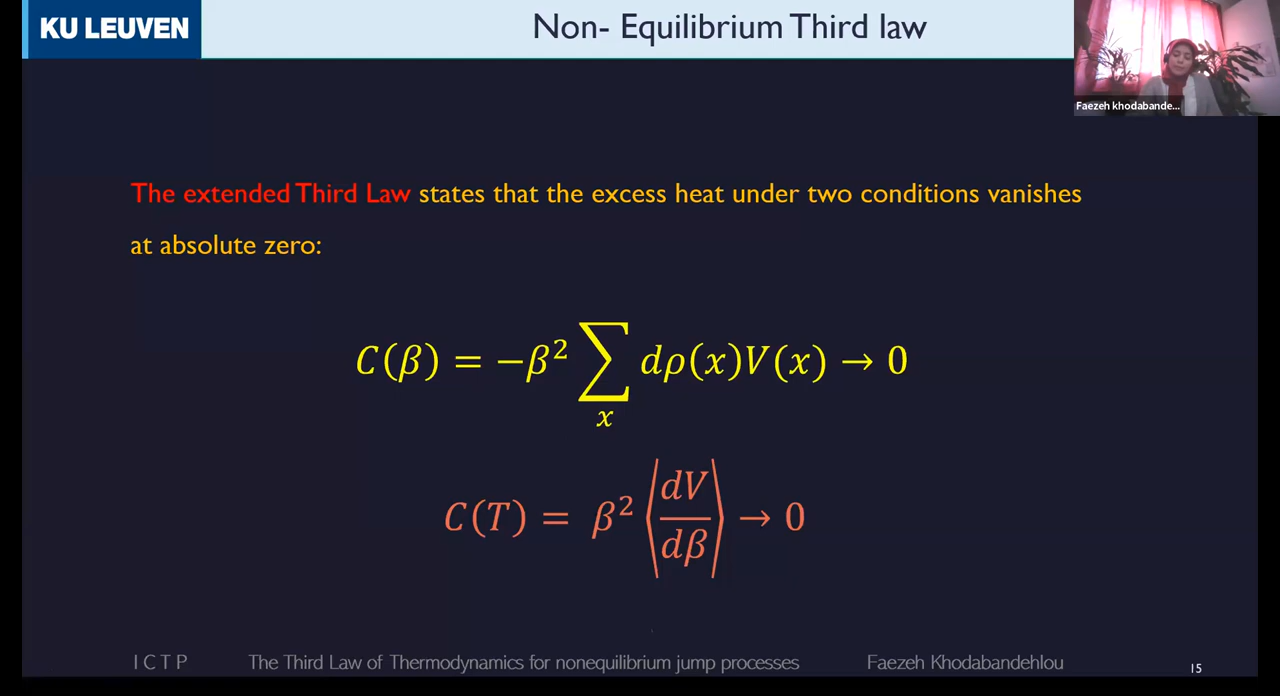 KU LEUVEN
Non- Equilibrium Third law
Faezeh khodabande...
The extended Third Law states that the excess heat under two conditions vanishes
at absolute zero:
C(β) = −β² ∑ₓ dρ(x)V(x) → 0
C(T) = β² ⟨dV/dβ⟩ → 0
ICTP The Third Law of Thermodynamics for nonequilibrium jump processes Faezeh Khodabandehlou 15